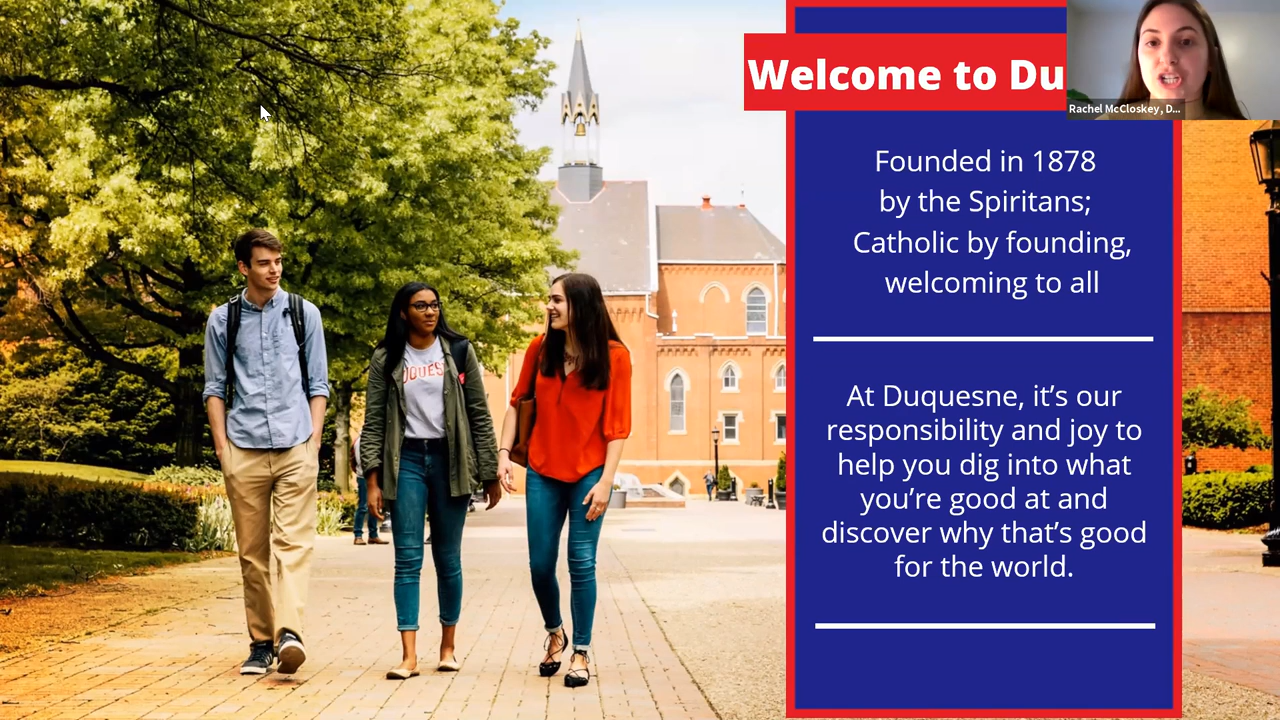 Welcome to Du
Rachel McCloskey, D...
Founded in 1878
by the Spiritans;
Catholic by founding,
welcoming to all
At Duquesne, it’s our
responsibility and joy to
help you dig into what
you’re good at and
discover why that’s good
for the world.
DUQUES